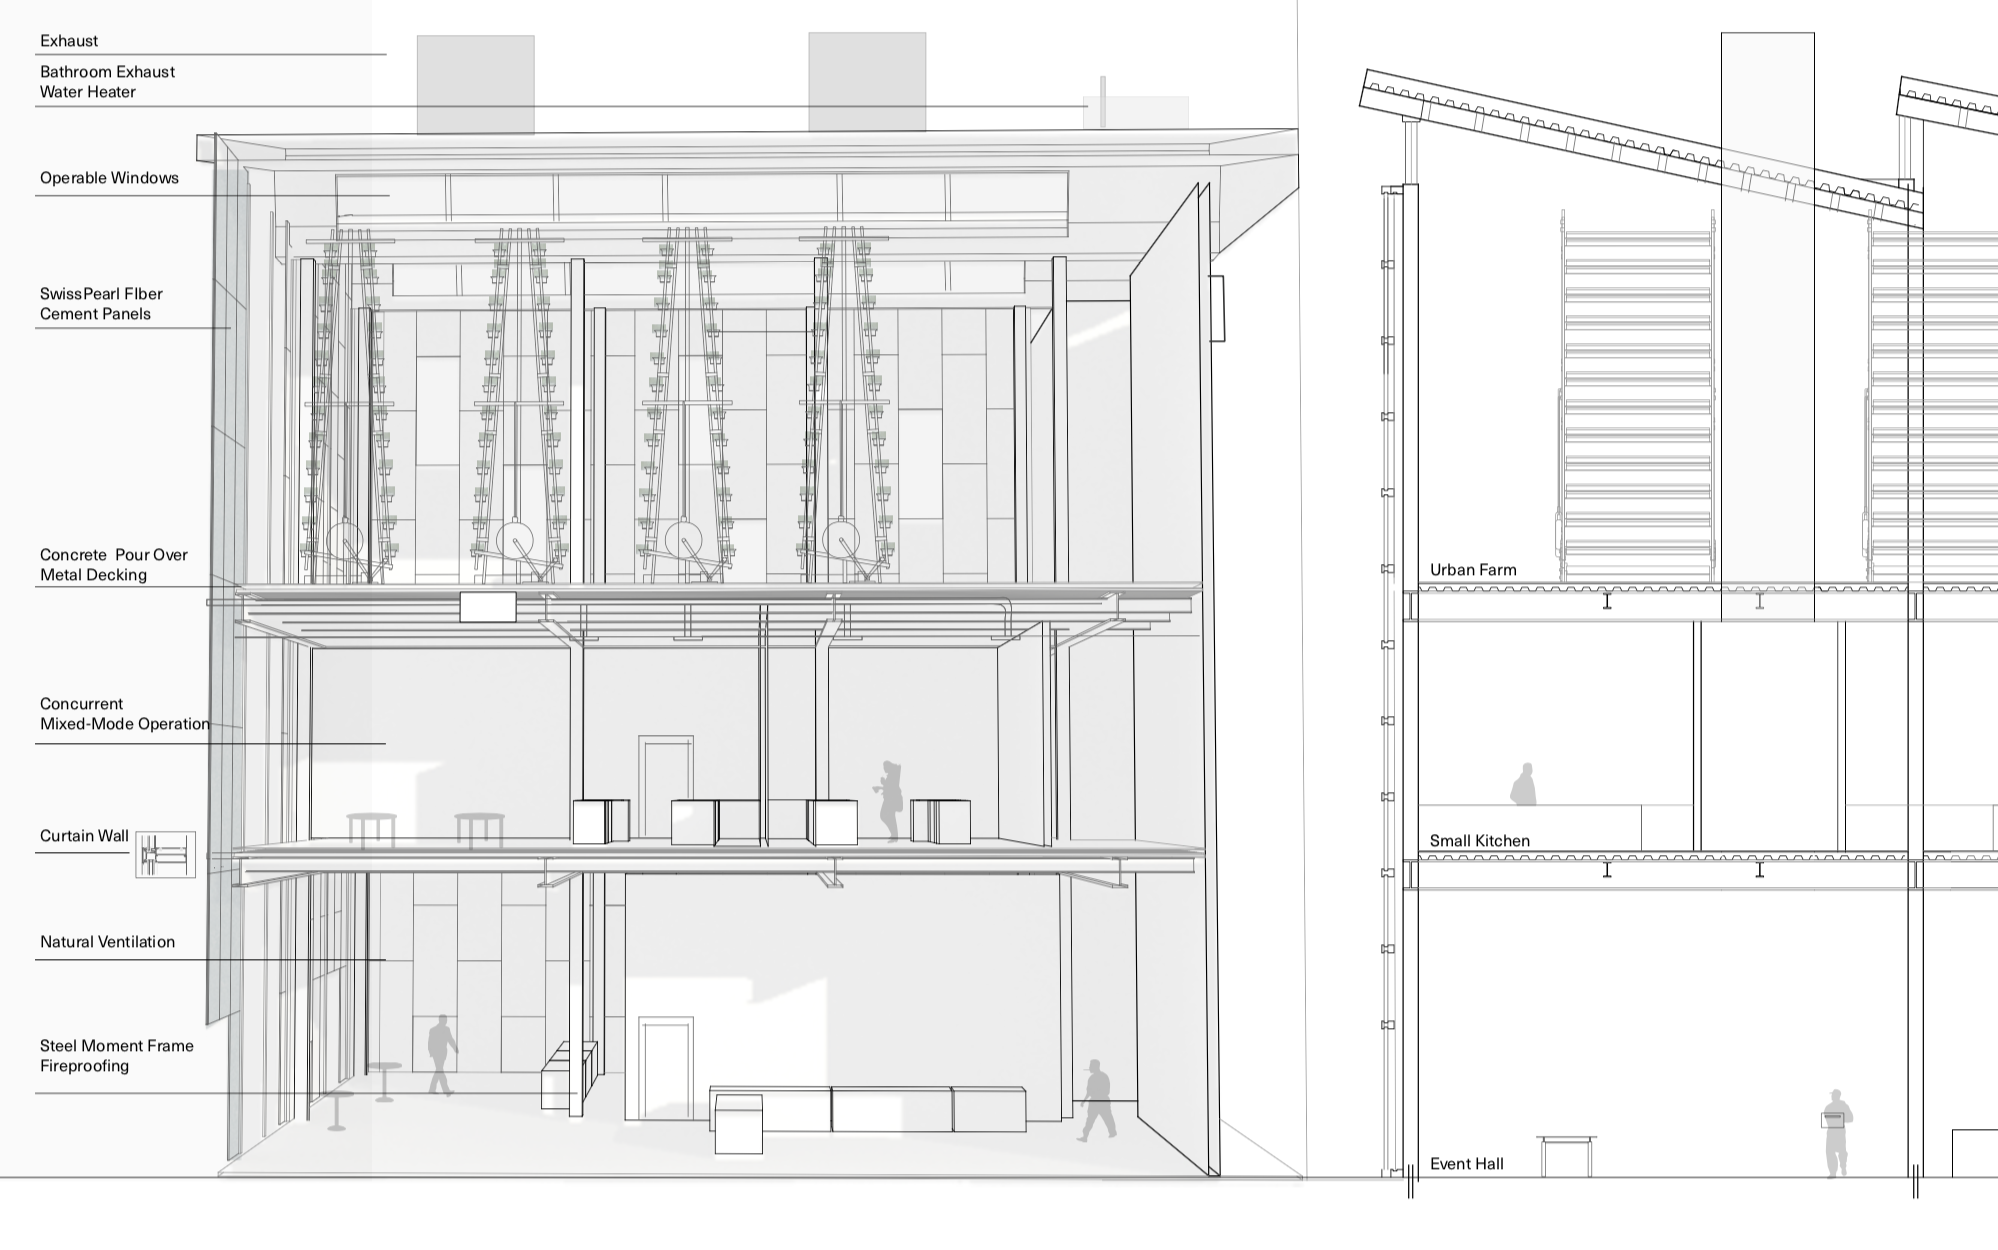 Exhaust
Bathroom Exhaust
Water Heater
Operable Windows
SwissPearl FIber
Cement Panels
Concrete  Pour Over
Metal Decking
Concurrent
Mixed-Mode Operation
Curtain Wall
Natural Ventilation
Steel Moment Frame
Fireproofing
Urban Farm
Small Kitchen
Event Hall